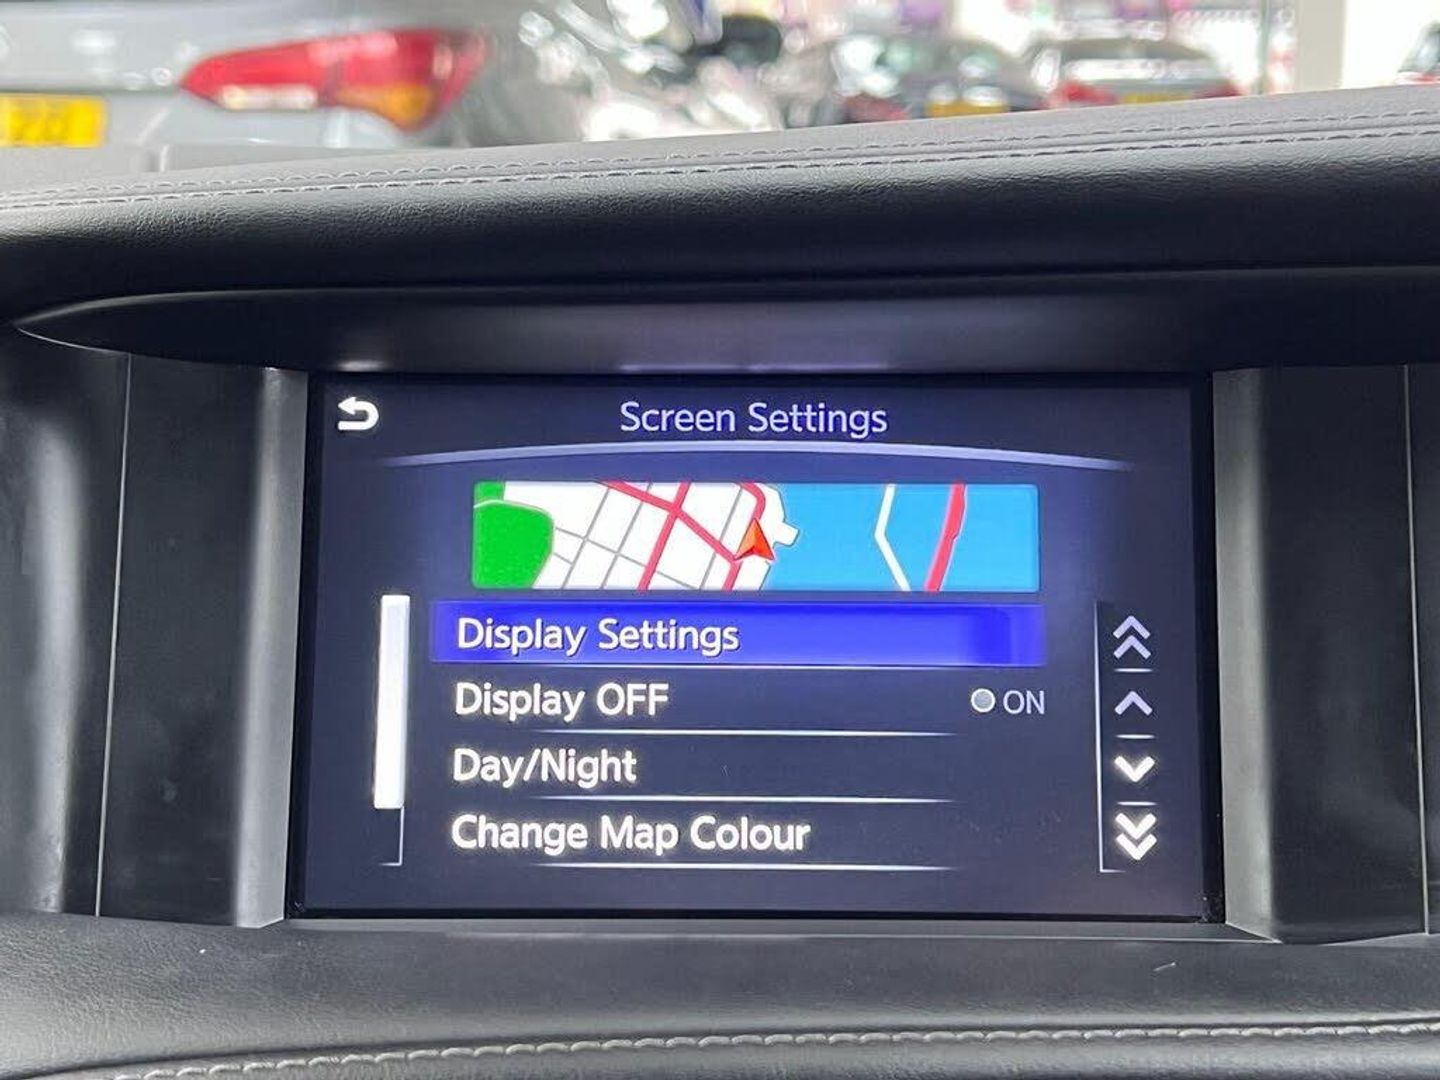 Screen Settings
Display Settings
Display OFF
ON
Day/Night
Change Map Colour